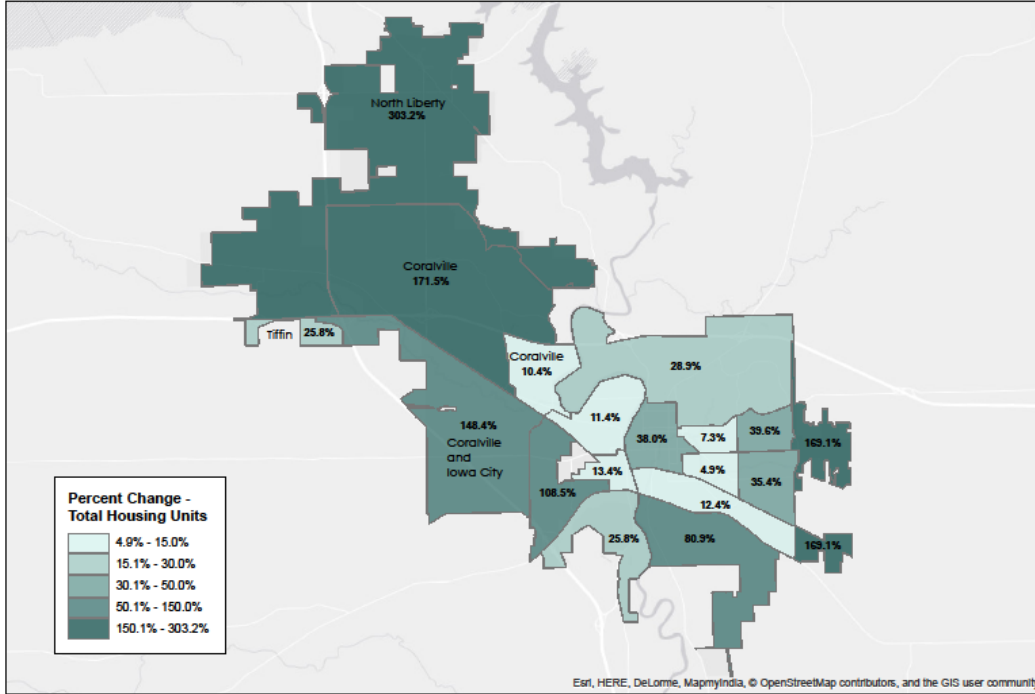 North Liberty
303.2%
Coralville
171.5%
Tiffin
25.8%
Coralville
10.4%
28.9%
11.4%
148.4%
Coralville
and
Iowa City
38.0%
7.3%
39.6%
169.1%
13.4%
4.9%
35.4%
108.5%
12.4%
25.8%
80.9%
169.1%
Percent Change -
Total Housing Units
4.9% - 15.0%
15.1% - 30.0%
30.1% - 50.0%
50.1% - 150.0%
150.1% - 303.2%
Esri, HERE, DeLorme, MapmyIndia, © OpenStreetMap contributors, and the GIS user community